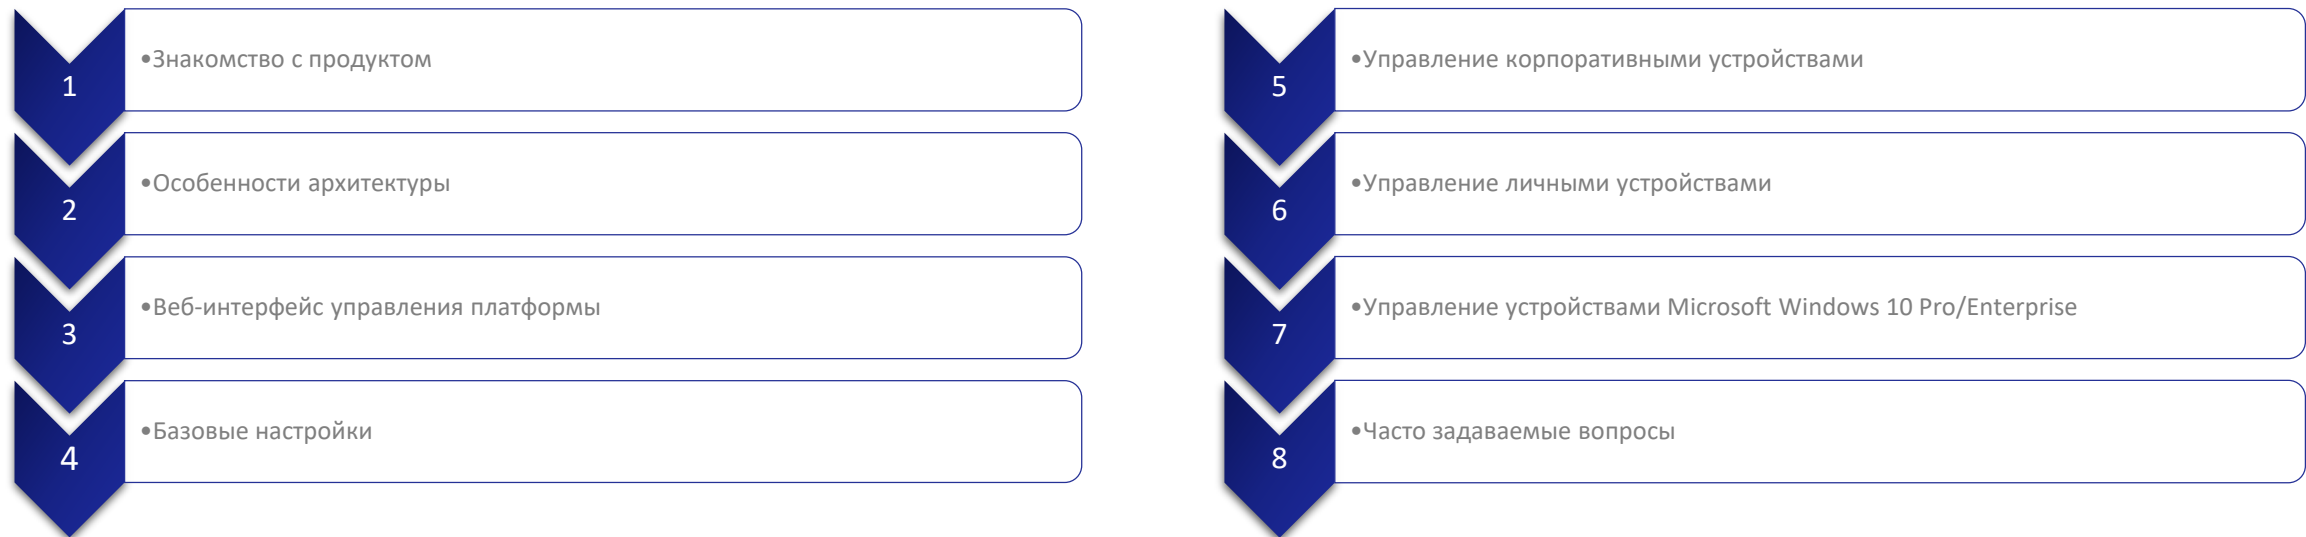 1
•Знакомство с продуктом
2
•Особенности архитектуры
3
•Веб-интерфейс управления платформы
4
•Базовые настройки
5
•Управление корпоративными устройствами
6
•Управление личными устройствами
7
•Управление устройствами Microsoft Windows 10 Pro/Enterprise
8
•Часто задаваемые вопросы